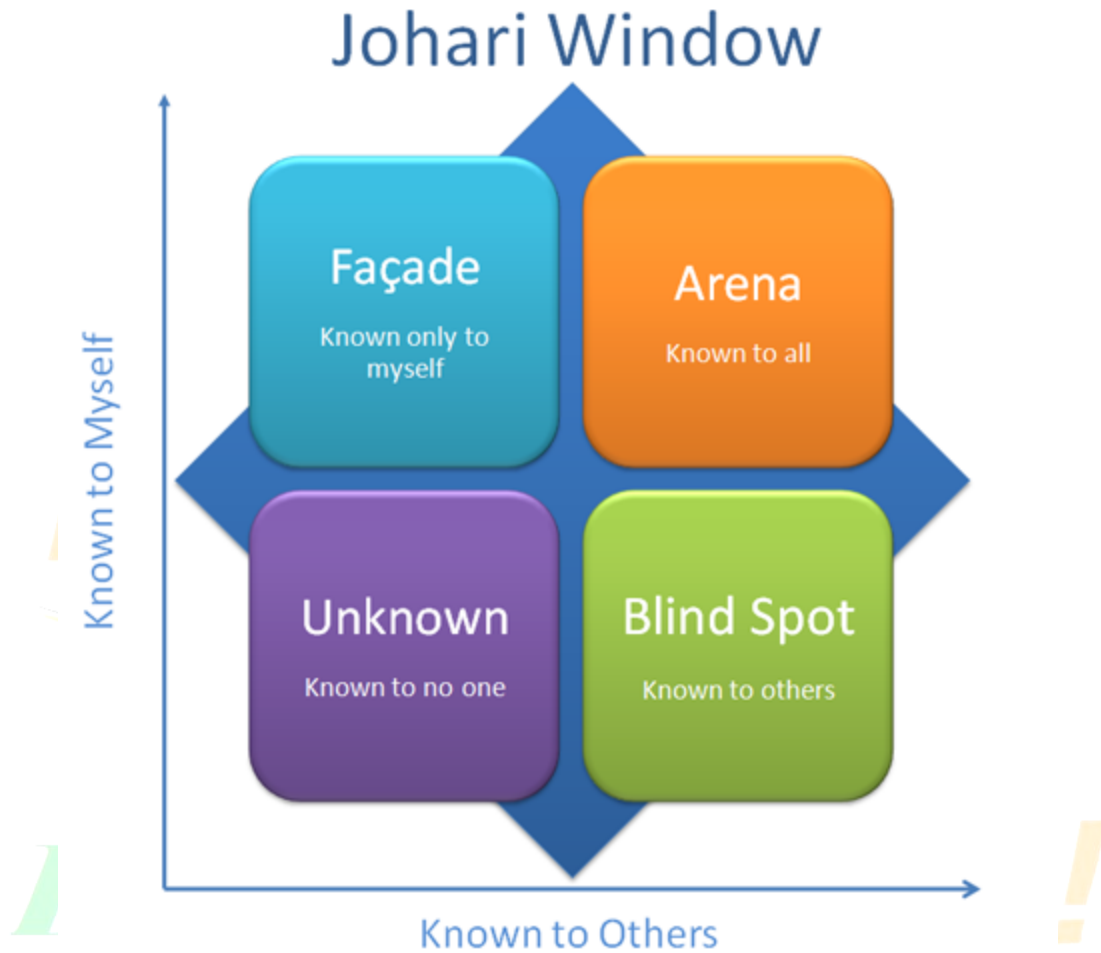 Johari Window
Façade
Known only to
myself
Arena
Known to all
Unknown
Known to no one
Blind Spot
Known to others
Known to Myself
Known to Others
!